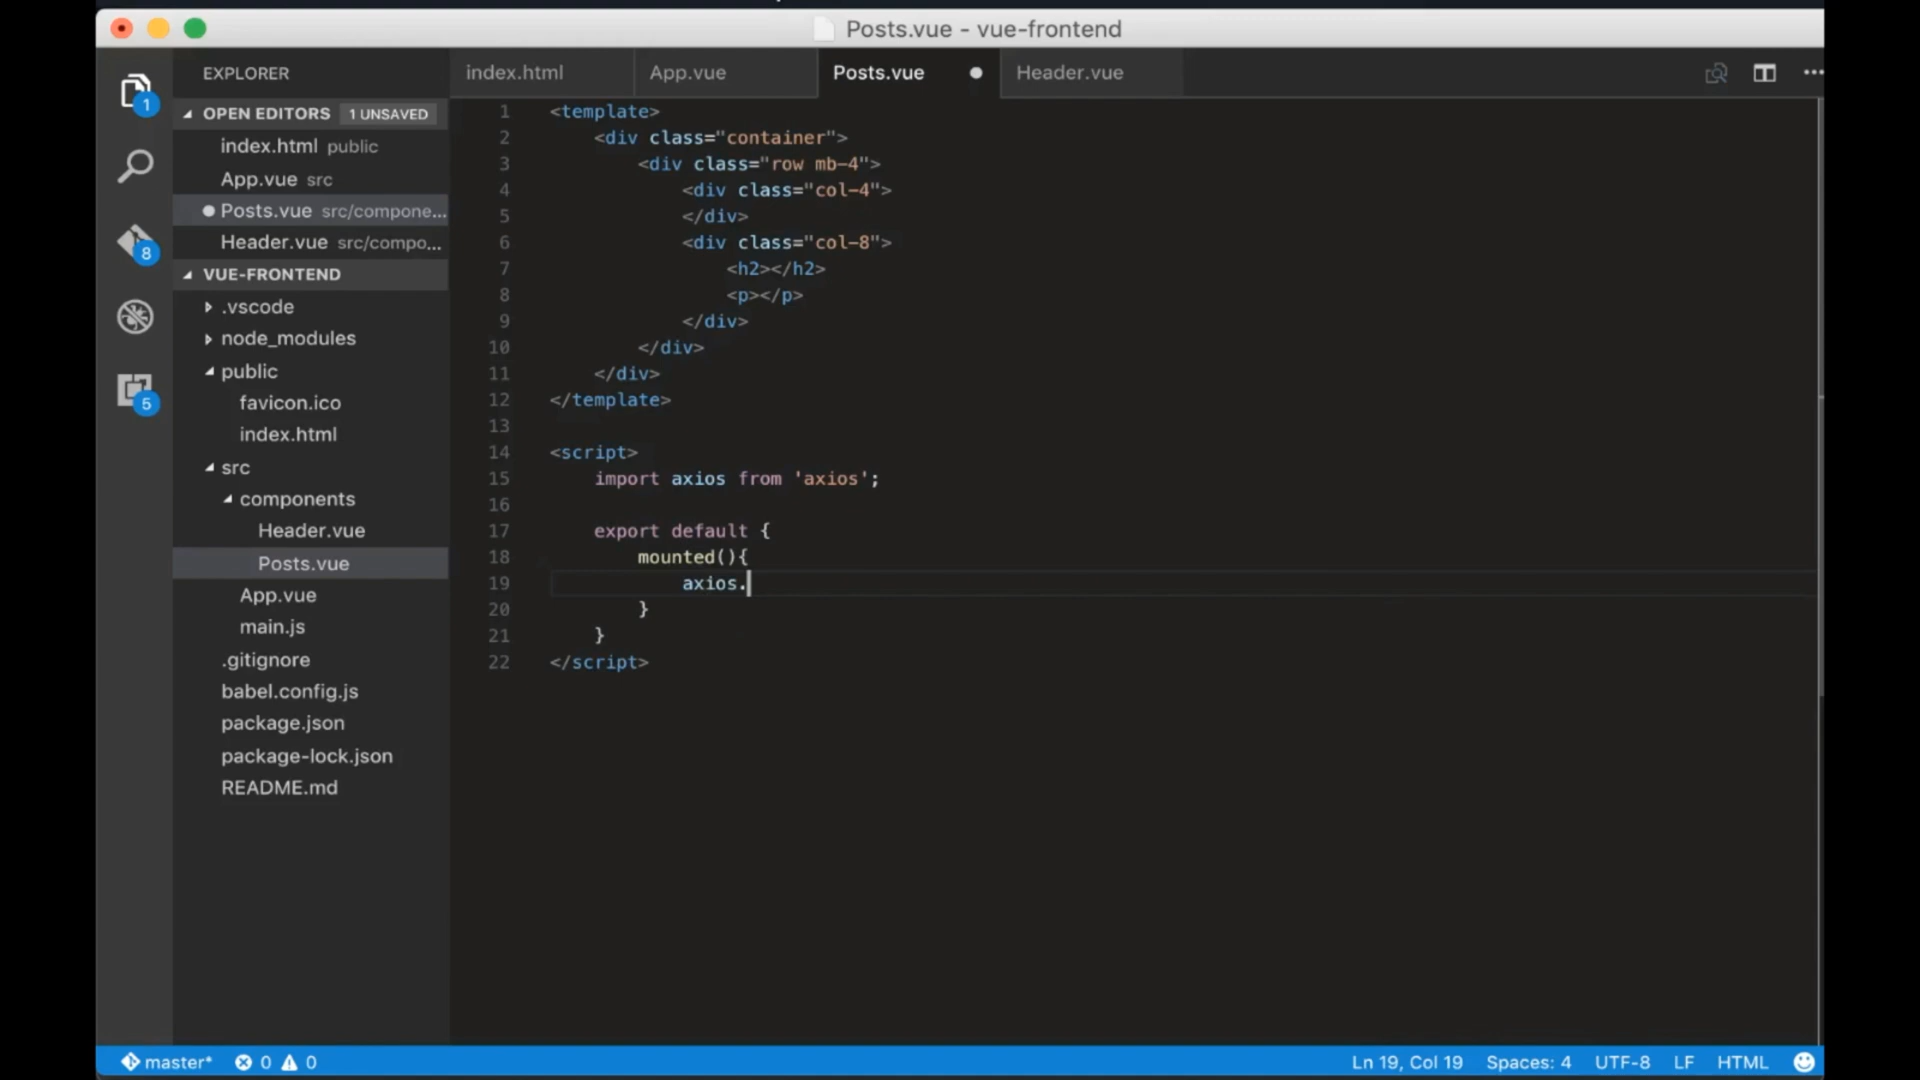 Posts.vue - vue-frontend
EXPLORER
index.html
App.vue
Posts.vue
Header.vue
1
OPEN EDITORS
1 UNSAVED
index.html public
App.vue src
Posts.vue src/compone...
Header.vue src/compo...
8
VUE-FRONTEND
.vscode
node_modules
public
favicon.ico
index.html
5
src
components
Header.vue
Posts.vue
App.vue
main.js
.gitignore
babel.config.js
package.json
package-lock.json
README.md
1 <template>
2 <div class="container">
3 <div class="row mb-4">
4 <div class="col-4">
5 </div>
6 <div class="col-8">
7 <h2></h2>
8 <p></p>
9 </div>
10 </div>
11 </div>
12 </template>
13
14 <script>
15 import axios from 'axios';
16
17 export default {
18 mounted(){
19 axios.
20 }
21 }
22 </script>
master* 0 0
Ln 19, Col 19 Spaces: 4 UTF-8 LF HTML